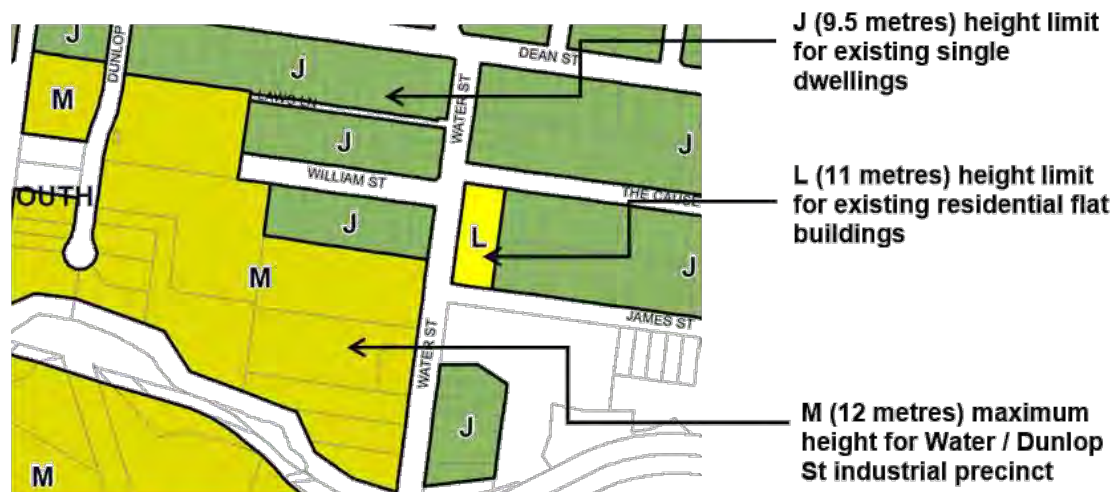 J (9.5 metres) height limit
for existing single
dwellings
L (11 metres) height limit
for existing residential flat
buildings
M (12 metres) maximum
height for Water / Dunlop
St industrial precinct
J
DUNLOP
DEAN ST
J
M
LAWS LN
WATER ST
J
J
WILLIAM ST
THE CAUSE
OUTH
J
L
J
M
JAMES ST
WATER ST
J
M